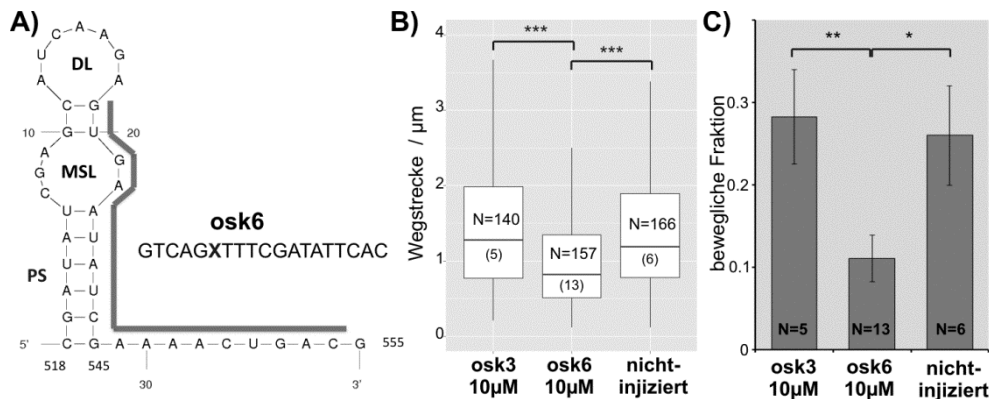 A)
C A A
U G
A DL A
C G
10 G U 20
G
A G
G MSL A
C A
U U
A A
U U
PS A
G C
5' C G A A A A C U G A C G 555
518 545 30 3'
osk6
GTCAGXTTTCGATATTCAC
B)
***
***
Wegstrecke / µm
4
3
2
1
0
N=140
(5)
N=157
(13)
N=166
(6)
osk3
10µM
osk6
10µM
nicht-
injiziert
C)
**
*
bewegliche Fraktion
0.3
0.2
0.1
0
N=5
N=13
N=6
osk3
10µM
osk6
10µM
nicht-
injiziert